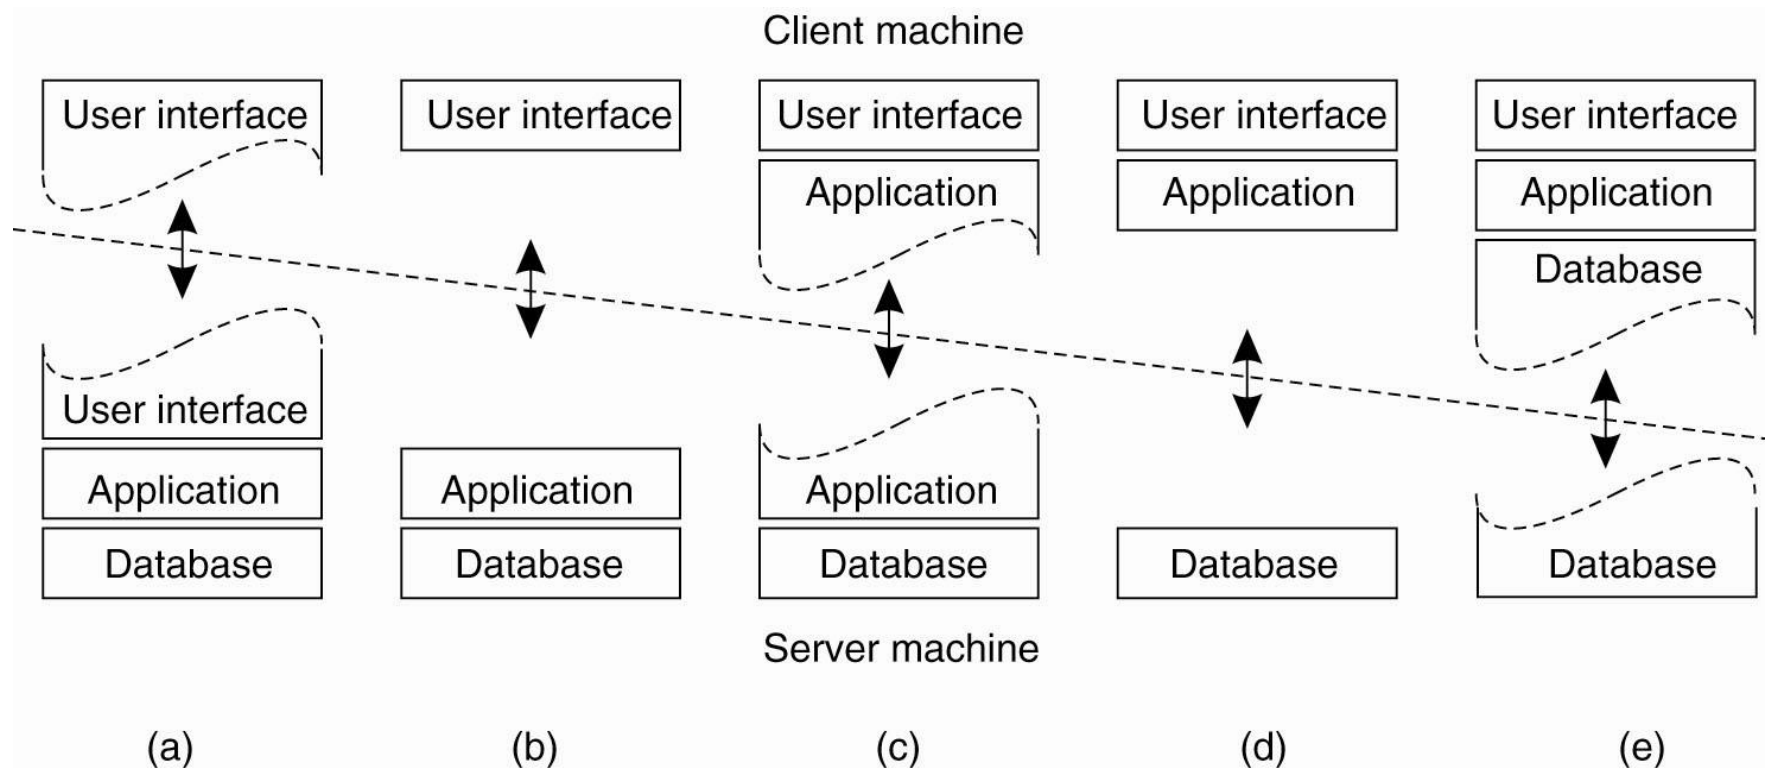 Client machine
User interface User interface User interface User interface User interface
Application Application Application
Database
User interface
Application Application Application Database
Database Database Database Database
Server machine
(a) (b) (c) (d) (e)